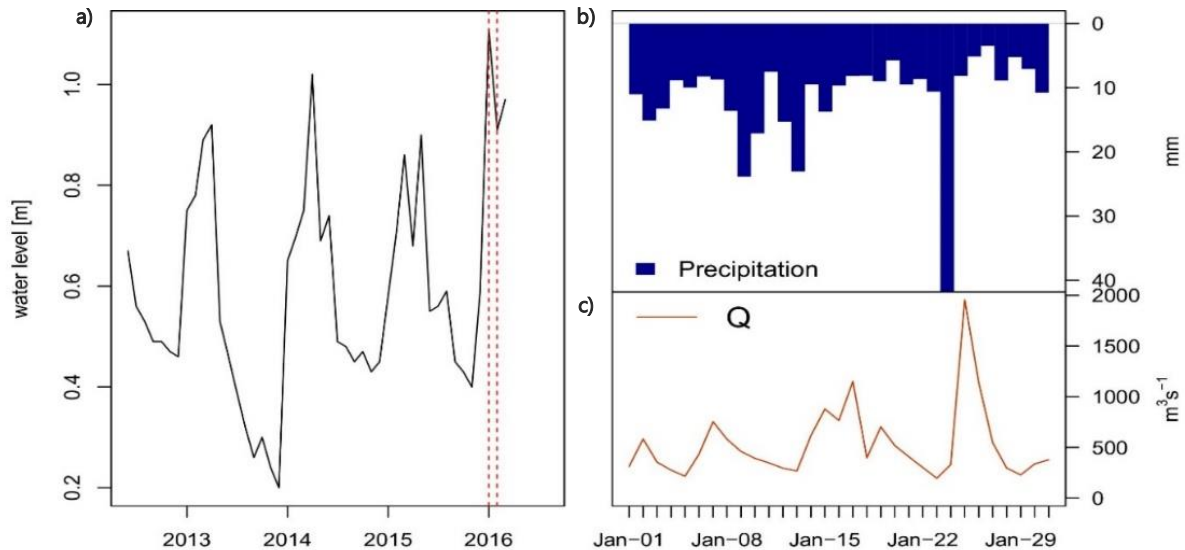 a)
water level [m]
1.0
0.8
0.6
0.4
0.2
2013 2014 2015 2016
b)
0
10
20
30
40
mm
Precipitation
c)
Q
2000
1500
1000
500
0
m³s⁻¹
Jan-01 Jan-08 Jan-15 Jan-22 Jan-29